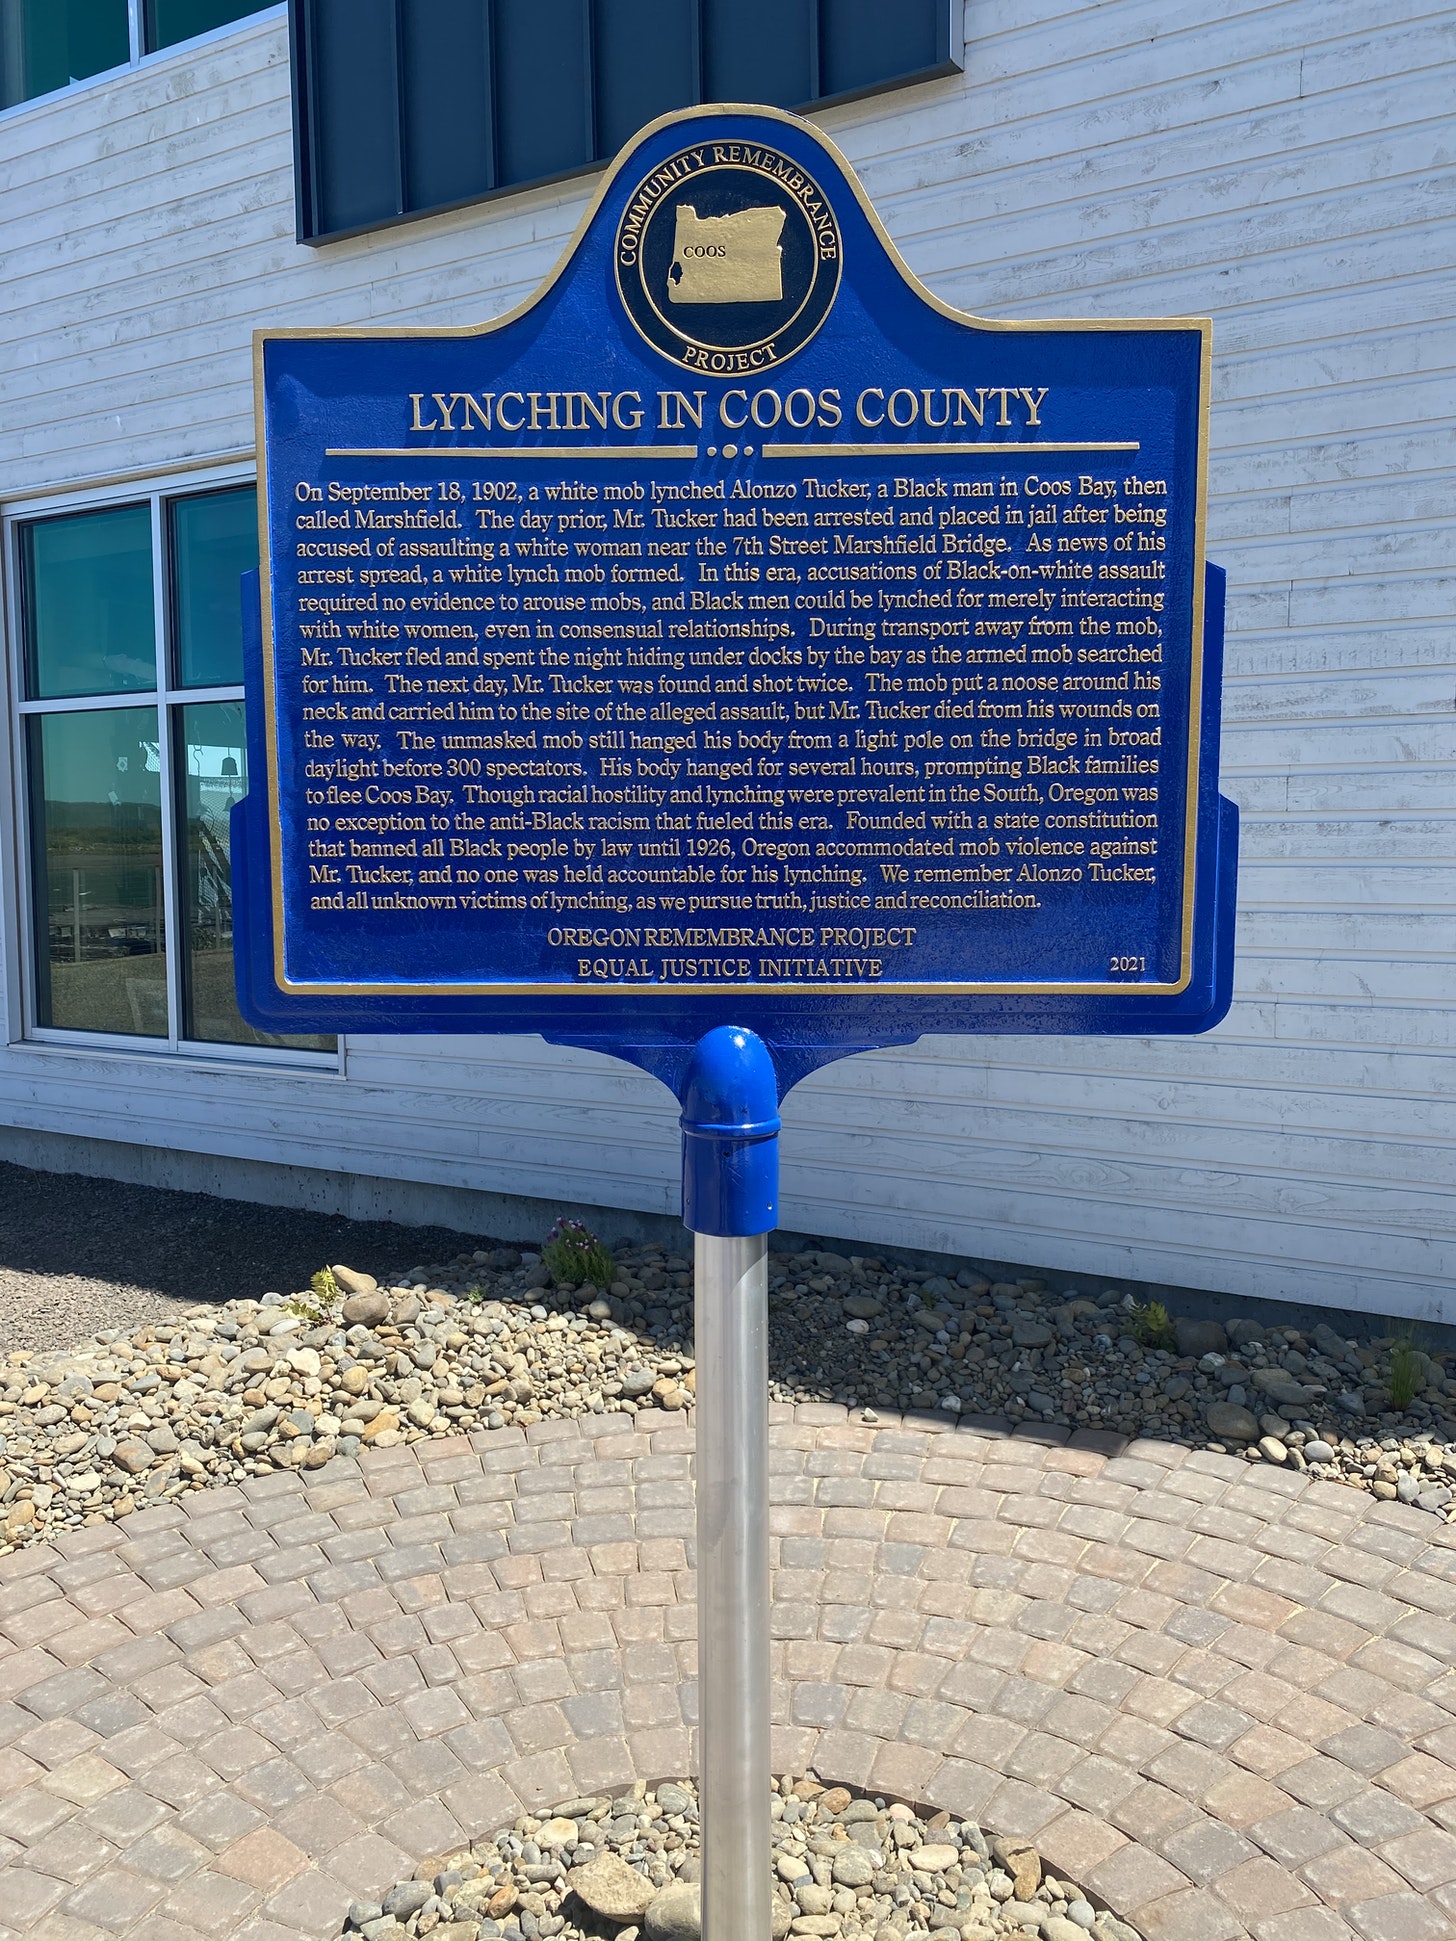 COMMUNITY REMEMBRANCE
COOS
PROJECT
LYNCHING IN COOS COUNTY
On September 18, 1902, a white mob lynched Alonzo Tucker, a Black man in Coos Bay, then
called Marshfield. The day prior, Mr. Tucker had been arrested and placed in jail after being
accused of assaulting a white woman near the 7th Street Marshfield Bridge. As news of his
arrest spread, a white lynch mob formed. In this era, accusations of Black-on-white assault
required no evidence to arouse mobs, and Black men could be lynched for merely interacting
with white women, even in consensual relationships. During transport away from the mob,
Mr. Tucker fled and spent the night hiding under docks by the bay as the armed mob searched
for him. The next day, Mr. Tucker was found and shot twice. The mob put a noose around his
neck and carried him to the site of the alleged assault, but Mr. Tucker died from his wounds on
the way. The unmasked mob still hanged his body from a light pole on the bridge in broad
daylight before 300 spectators. His body hanged for several hours, prompting Black families
to flee Coos Bay. Though racial hostility and lynching were prevalent in the South, Oregon was
no exception to the anti-Black racism that fueled this era. Founded with a state constitution
that banned all Black people by law until 1926, Oregon accommodated mob violence against
Mr. Tucker, and no one was held accountable for his lynching. We remember Alonzo Tucker,
and all unknown victims of lynching, as we pursue truth, justice and reconciliation.
OREGON REMEMBRANCE PROJECT
EQUAL JUSTICE INITIATIVE
2021